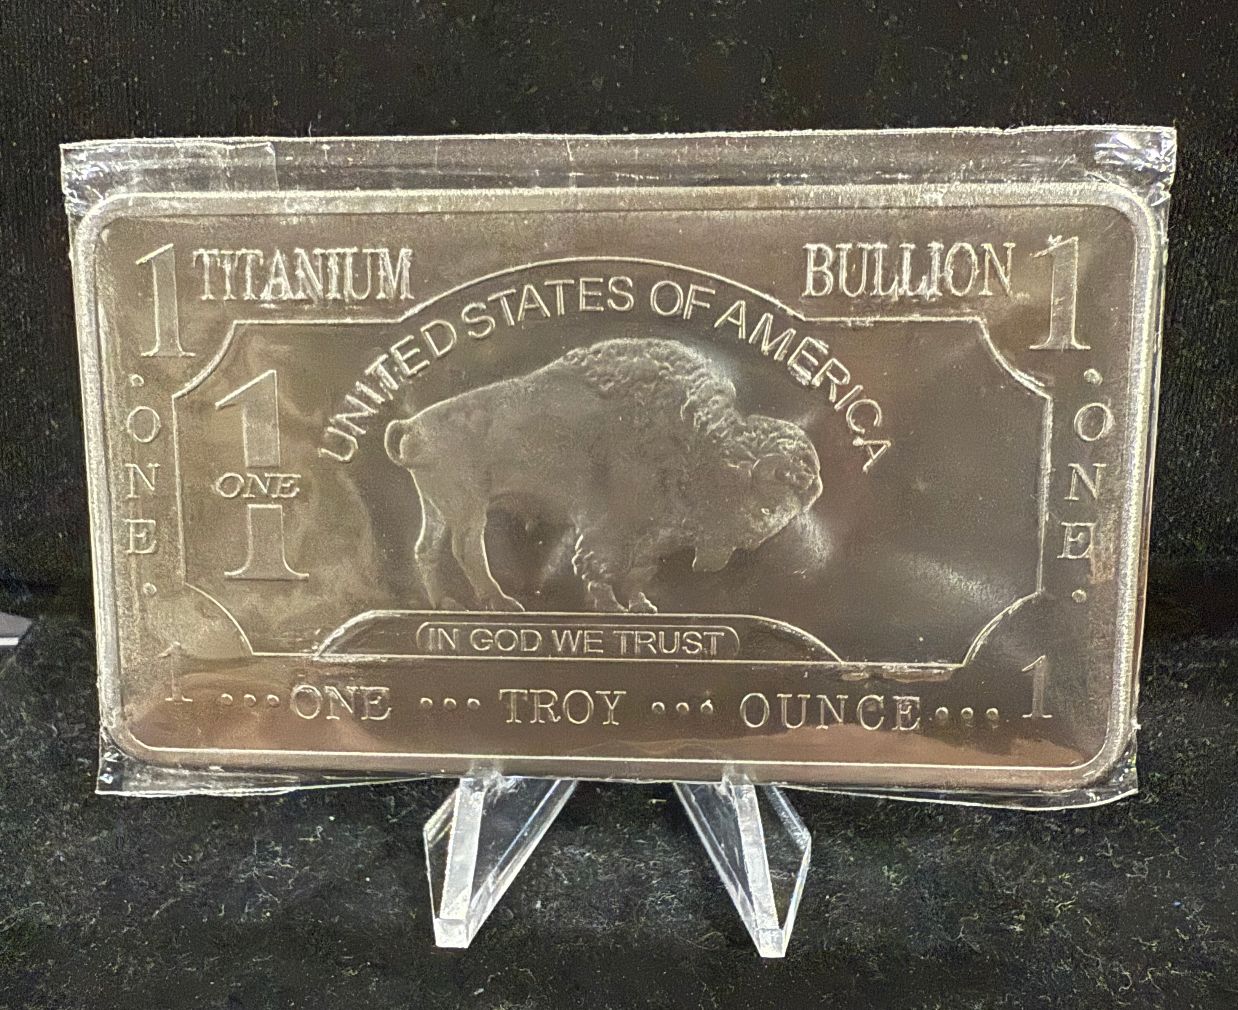 1 TITANIUM BULLION 1
UNITED STATES OF AMERICA
1
ONE
1
·ONE·
·ONE·
IN GOD WE TRUST
1 ···· ONE ··· TROY ··· OUNCE ··· 1